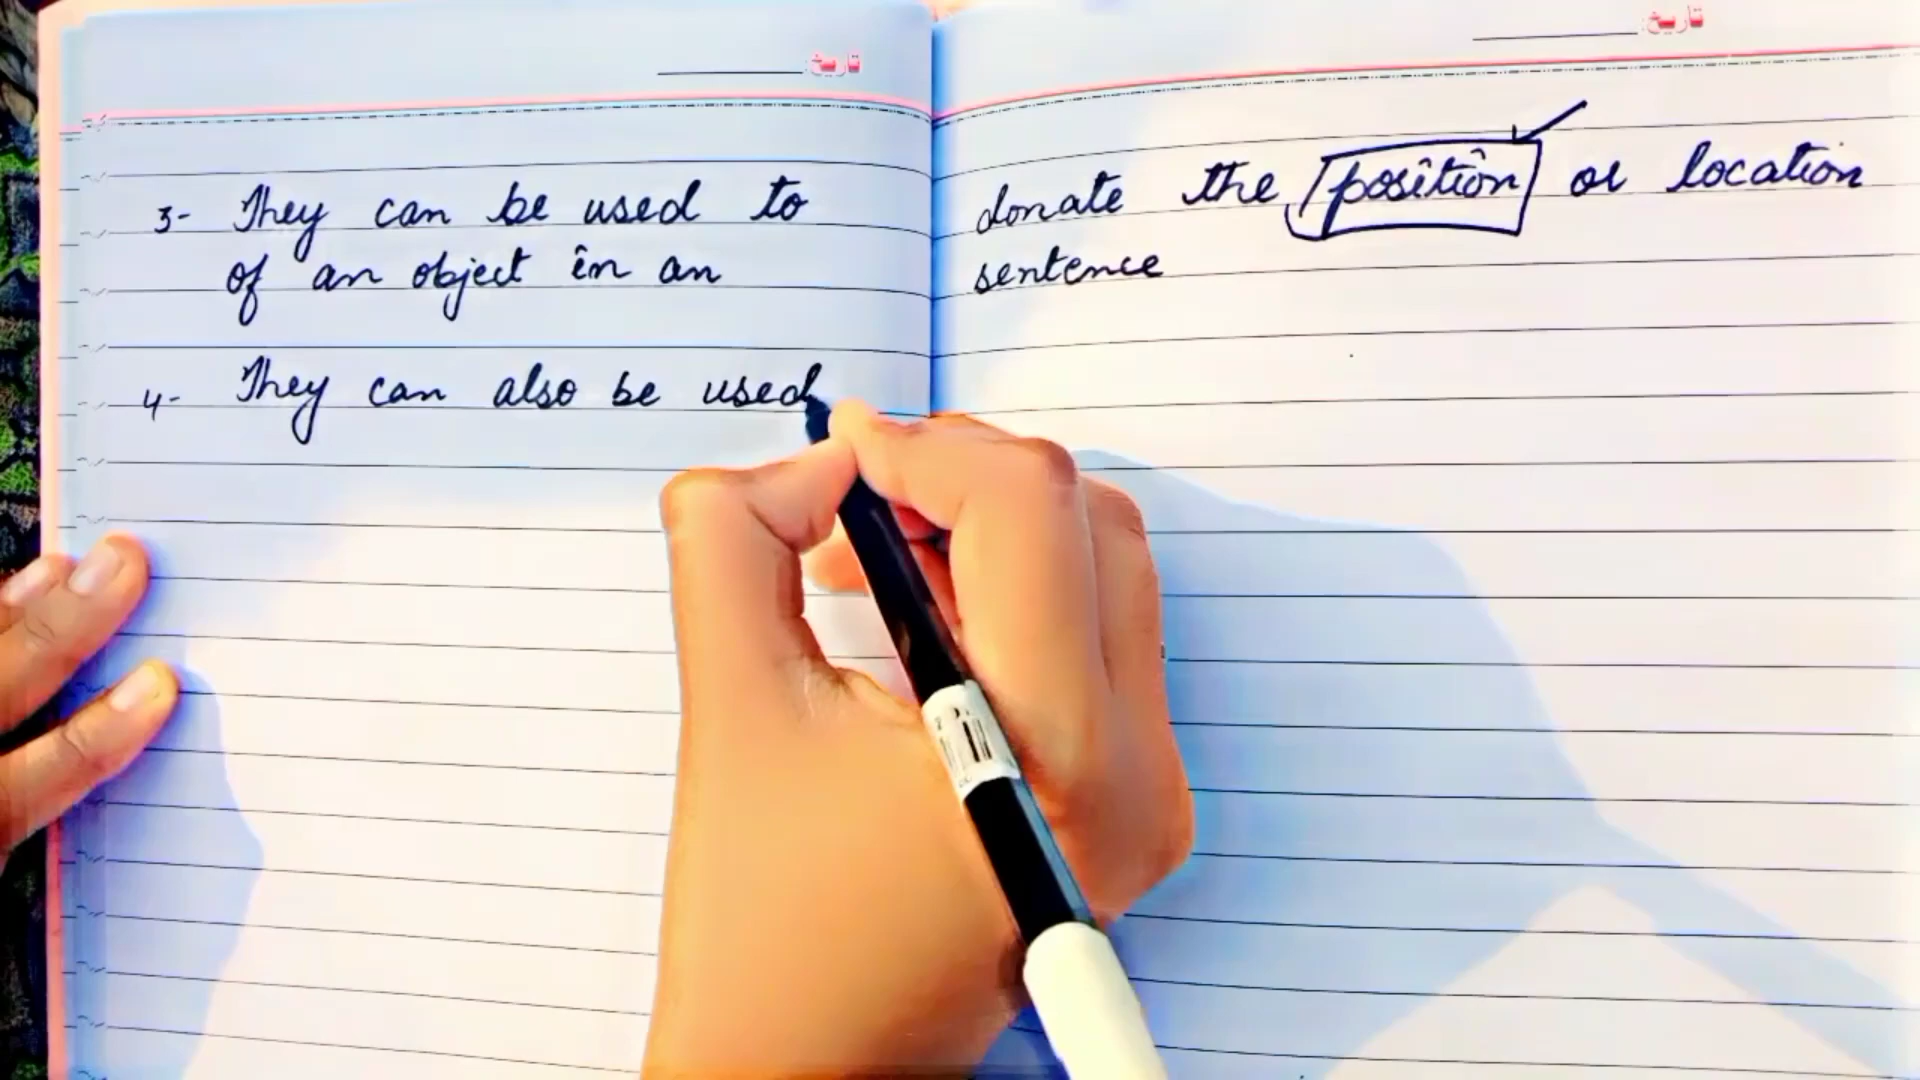 تاریخ:
تاریخ:
3- They can be used to donate the position or location
of an object in an sentence
4- They can also be used